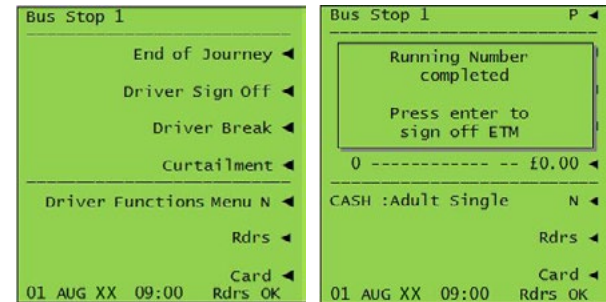 Bus Stop 1
End of Journey ◄
Driver Sign Off ◄
Driver Break ◄
Curtailment ◄
Driver Functions Menu N ◄
Rdrs ◄
Card ◄
01 AUG XX 09:00 Rdrs OK
Bus Stop 1 P ◄
Running Number
completed
Press enter to
sign off ETM
0 ------------ -- £0.00 ◄
CASH :Adult Single N ◄
Rdrs ◄
Card ◄
01 AUG XX 09:00 Rdrs OK